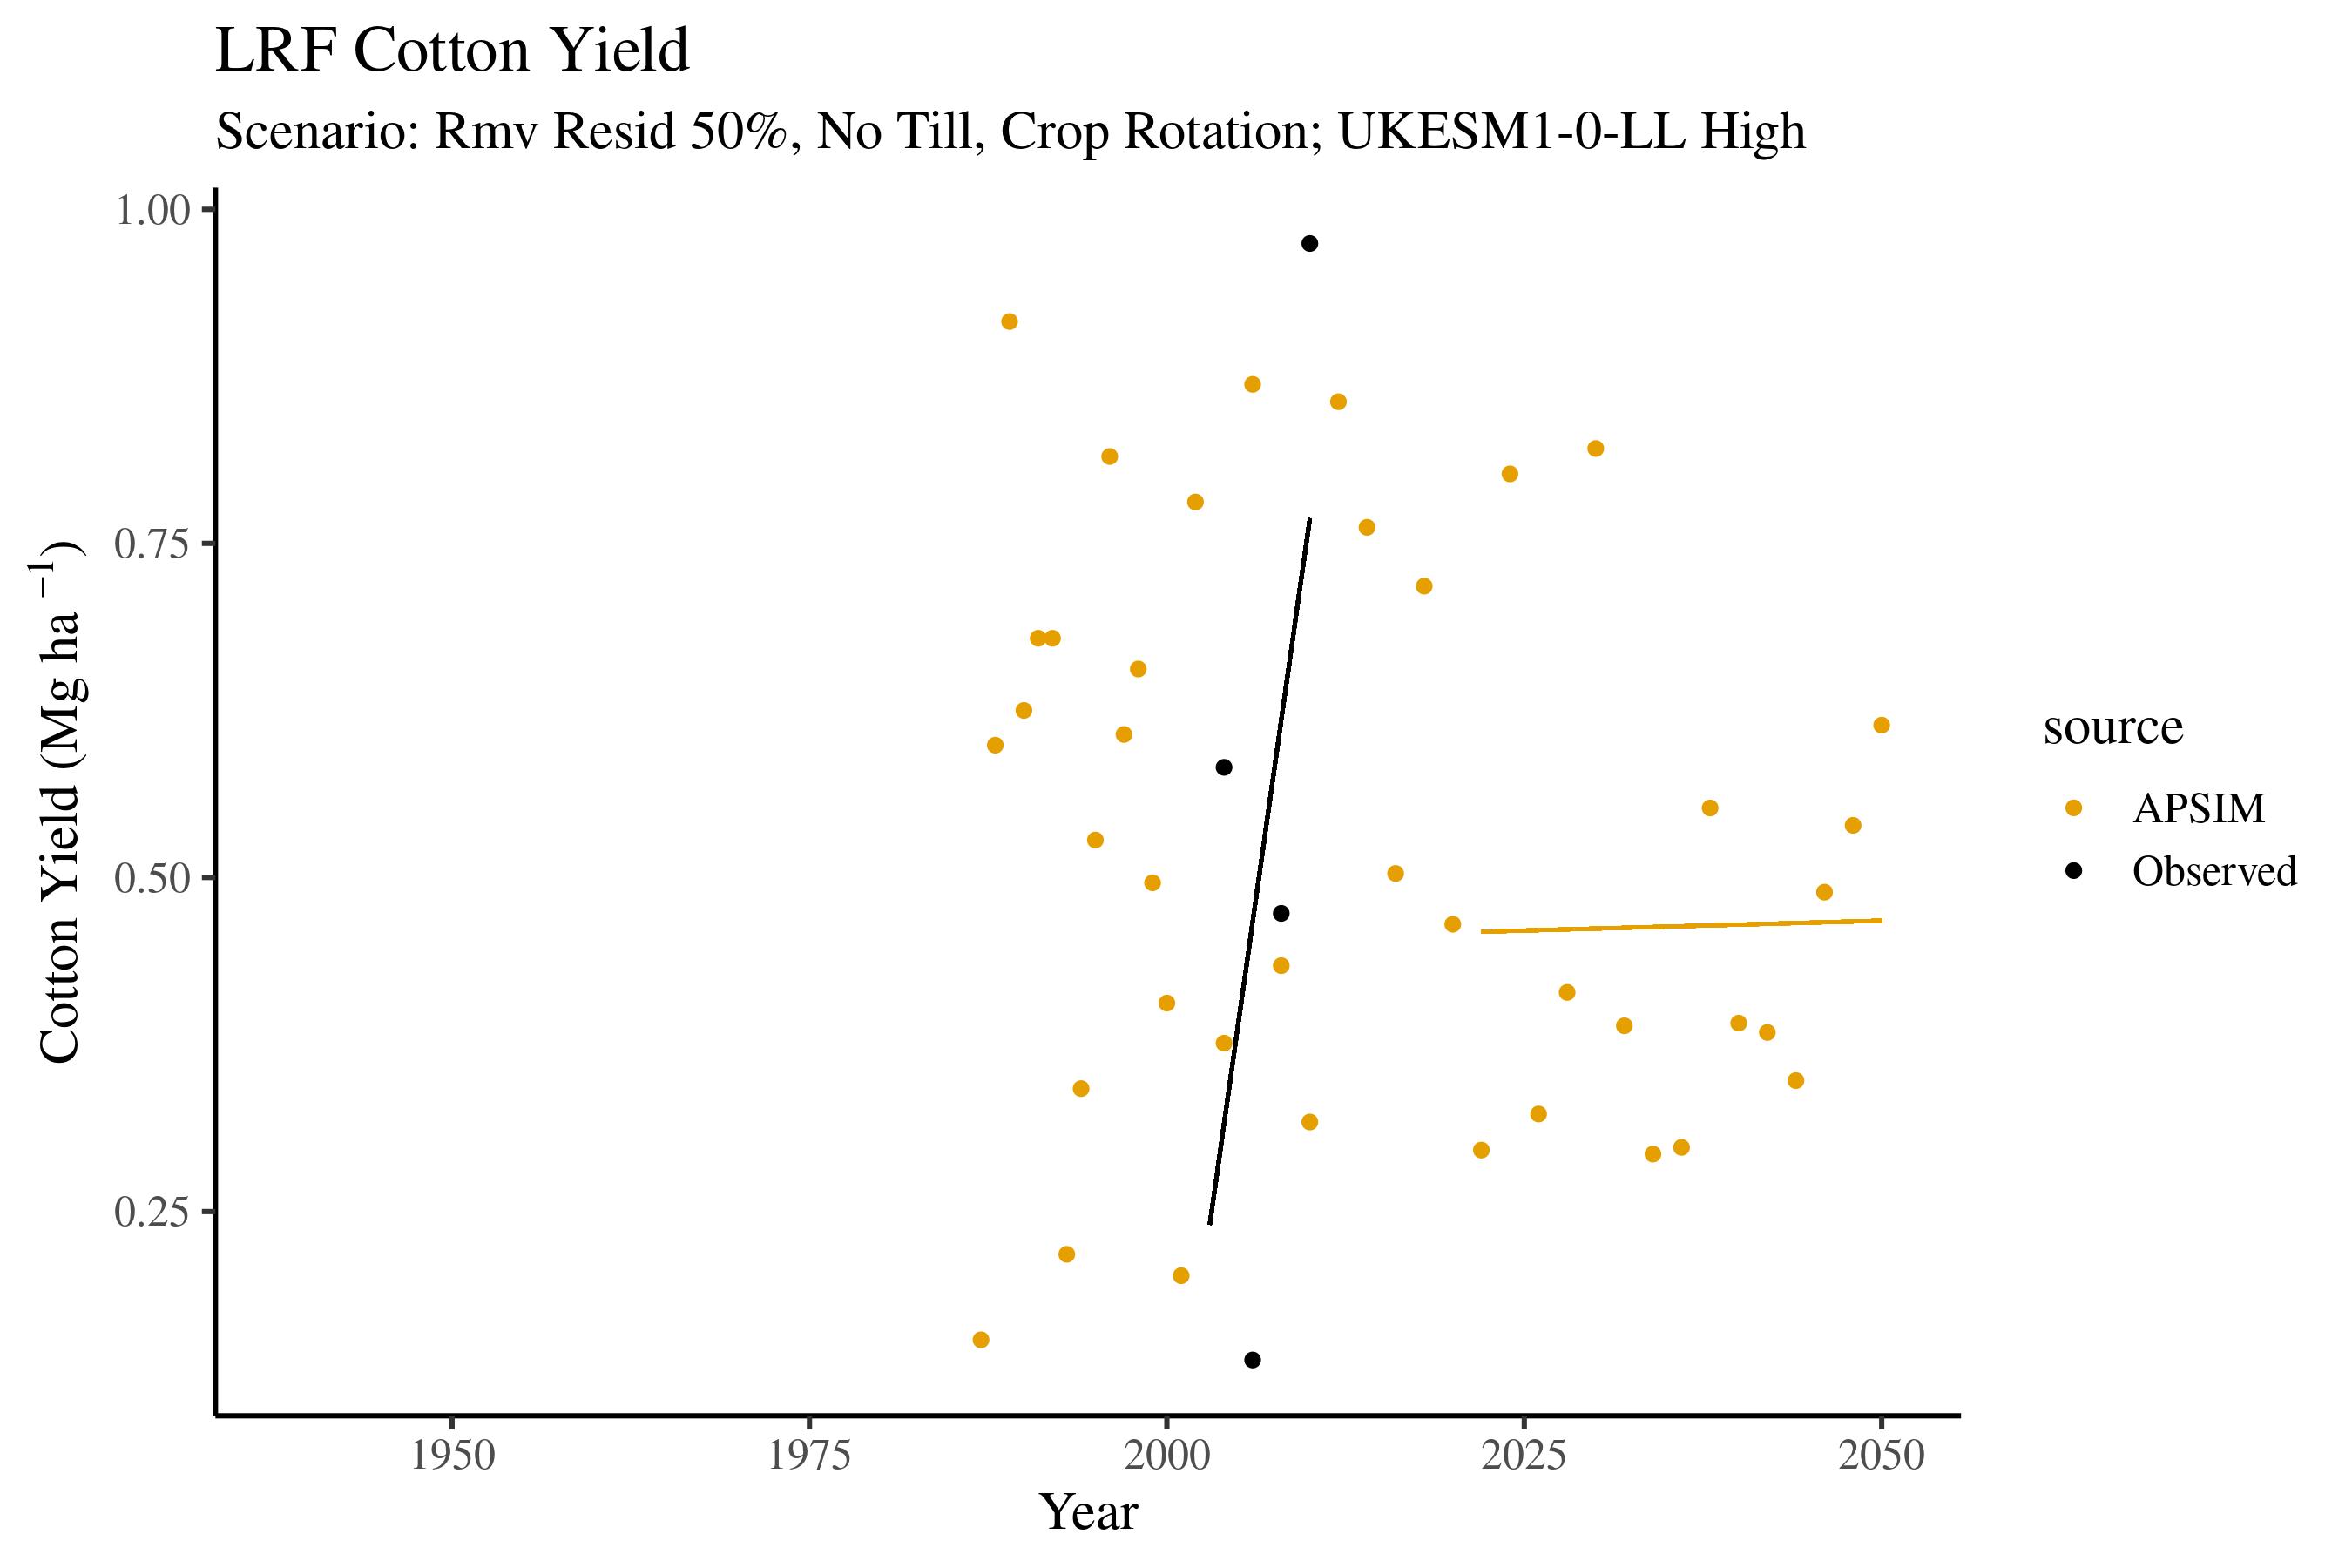 LRF Cotton Yield
Scenario: Rmv Resid 50%, No Till, Crop Rotation; UKESM1-0-LL High
Cotton Yield (Mg ha −1)
1.00
0.75
0.50
0.25
1950 1975 2000 2025 2050
Year
source
APSIM
Observed